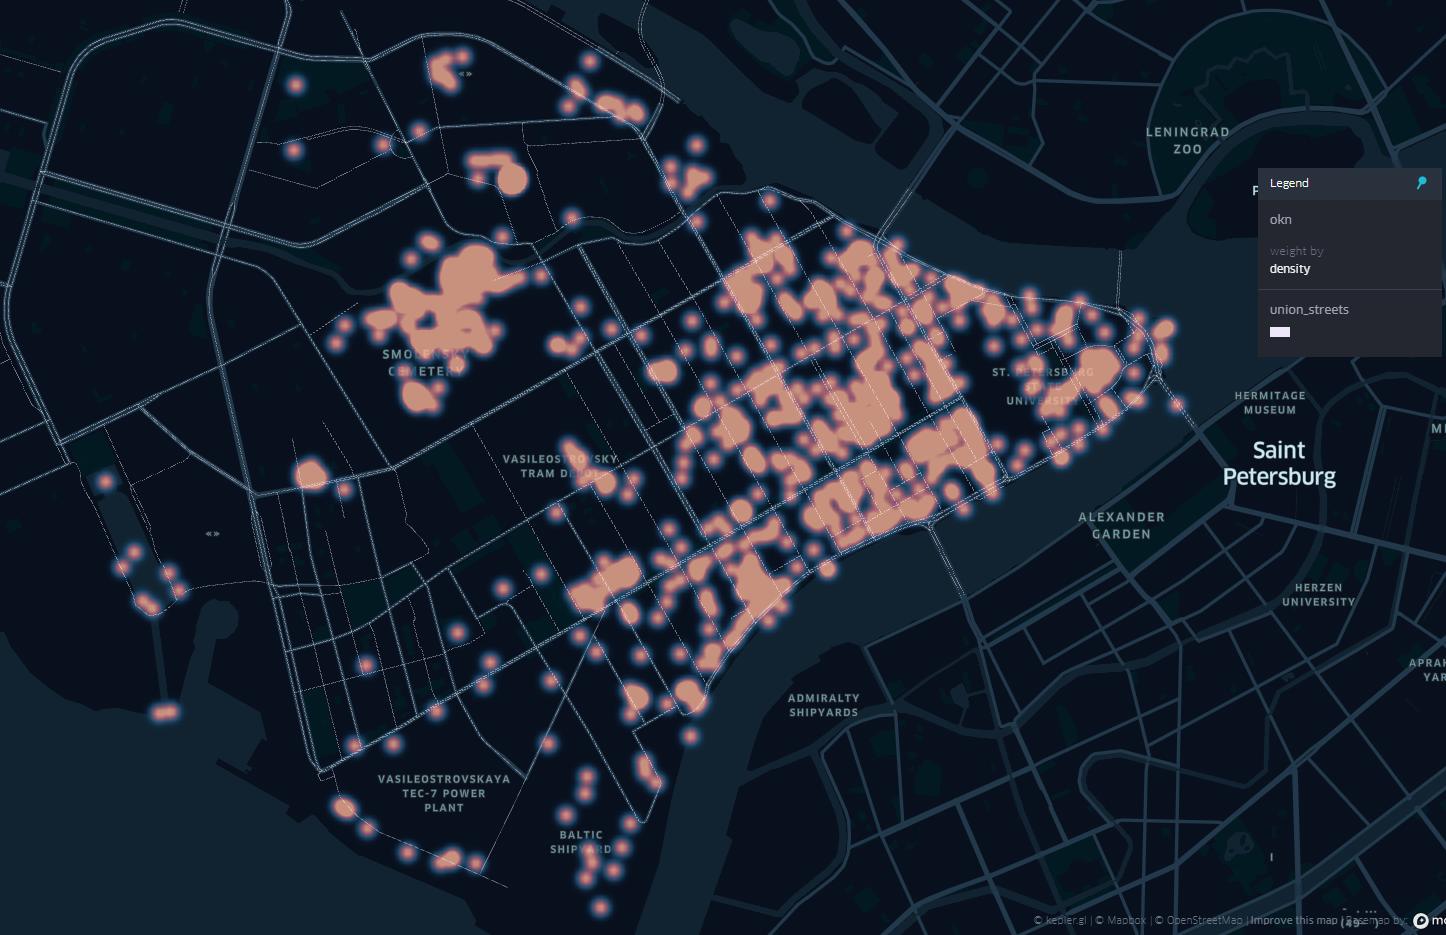 LENINGRAD
ZOO
Legend
okn
weight by
density
union_streets
SMOLENSKY
CEMETERY
ST. PETERSBURG
STATE
UNIVERSITY
HERMITAGE
MUSEUM
Saint
Petersburg
VASILEOSTROVSKY
TRAM DEPOT
ALEXANDER
GARDEN
HERZEN
UNIVERSITY
ADMIRALTY
SHIPYARDS
VASILEOSTROVSKAYA
TEC-7 POWER
PLANT
BALTIC
SHIPYARD
© kepler.gl | © Mapbox | © OpenStreetMap | Improve this map | Basemap by: